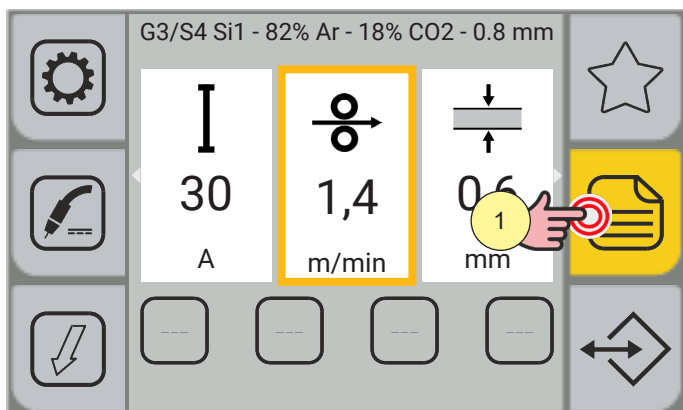 G3/S4 Si1 - 82% Ar - 18% CO2 - 0.8 mm
30 1,4 0,6
1
A m/min mm
--- --- --- ---